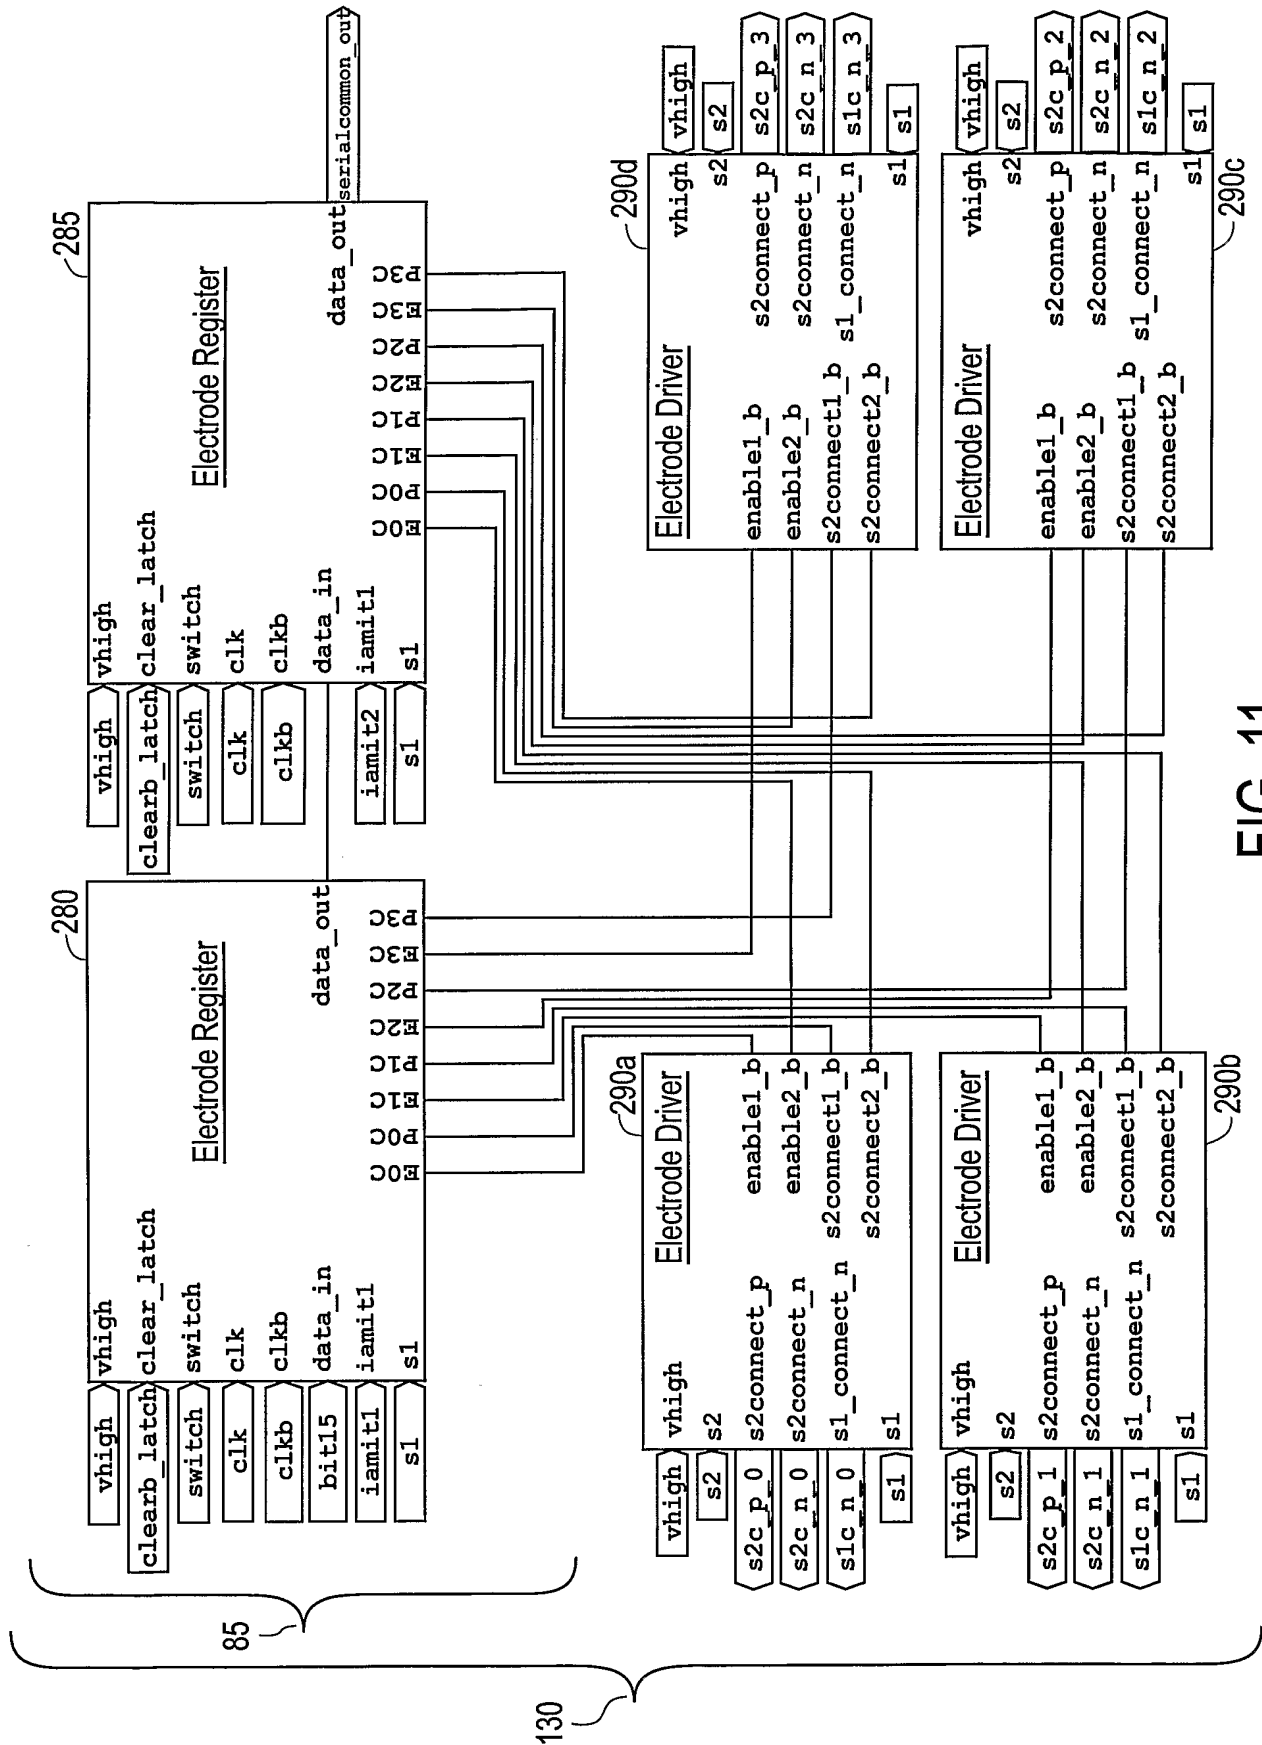 130
85
280
Electrode Register
vhigh
clearb_latch
switch
clk
clkb
bit15
iamit1
s1
vhigh
clear_latch
switch
clk
clkb
data_in
iamit1
s1
data_out
E0C
P0C
E1C
P1C
E2C
P2C
E3C
P3C
285
Electrode Register
vhigh
clearb_latch
switch
clk
clkb
iamit2
s1
vhigh
clear_latch
switch
clk
clkb
data_in
iamit1
s1
data_out
serialcommon_out
E0C
P0C
E1C
P1C
E2C
P2C
E3C
P3C
290a
Electrode Driver
vhigh
s2
s2c_p_0
s2c_n_0
s1c_n_0
s1
vhigh
s2
s2connect_p
s2connect_n
s1_connect_n
s1
enable1_b
enable2_b
s2connect1_b
s2connect2_b
290d
Electrode Driver
enable1_b
enable2_b
s2connect1_b
s2connect2_b
vhigh
s2
s2connect_p
s2connect_n
s1_connect_n
s1
vhigh
s2
s2c_p_3
s2c_n_3
s1c_n_3
s1
290b
Electrode Driver
vhigh
s2
s2c_p_1
s2c_n_1
s1c_n_1
s1
vhigh
s2
s2connect_p
s2connect_n
s1_connect_n
s1
enable1_b
enable2_b
s2connect1_b
s2connect2_b
290c
Electrode Driver
enable1_b
enable2_b
s2connect1_b
s2connect2_b
vhigh
s2
s2connect_p
s2connect_n
s1_connect_n
s1
vhigh
s2
s2c_p_2
s2c_n_2
s1c_n_2
s1
FIG. 11